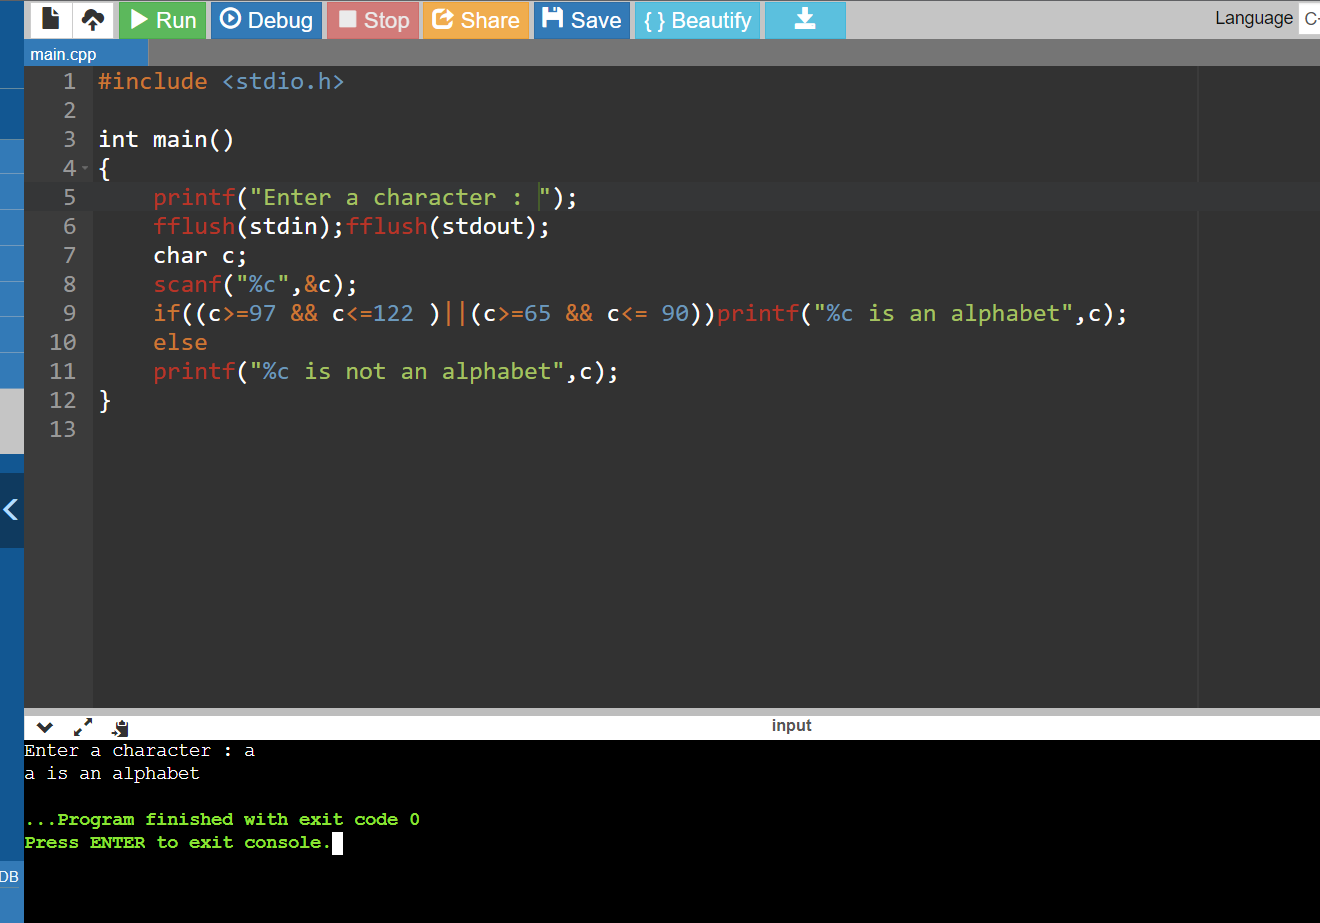 Run Debug Stop Share Save { } Beautify Language C
main.cpp
1 #include <stdio.h>
2
3 int main()
4 {
5 printf("Enter a character : ");
6 fflush(stdin);fflush(stdout);
7 char c;
8 scanf("%c",&c);
9 if((c>=97 && c<=122 )||(c>=65 && c<= 90))printf("%c is an alphabet",c);
10 else
11 printf("%c is not an alphabet",c);
12 }
13
input
Enter a character : a
a is an alphabet
...Program finished with exit code 0
Press ENTER to exit console.
DB